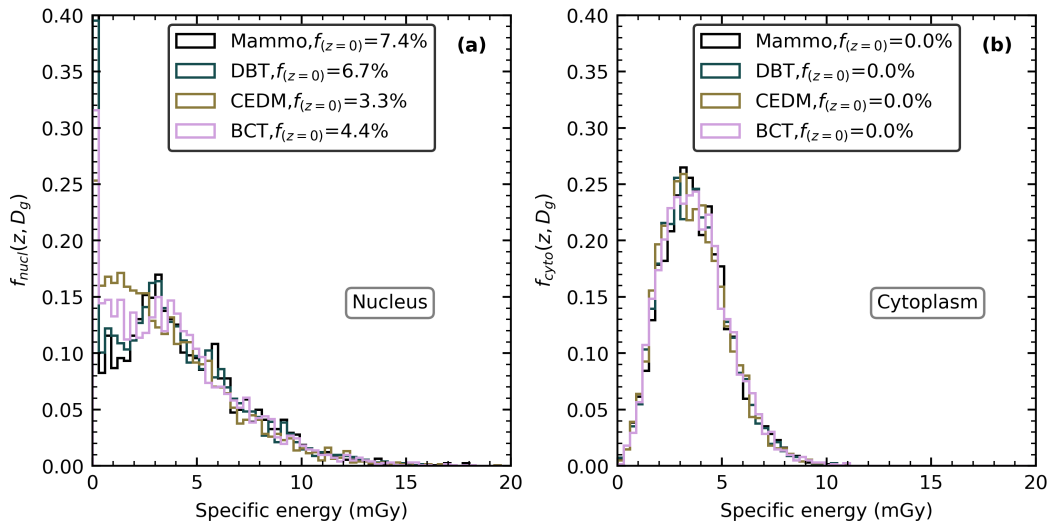 Mammo,f(z=0)=7.4%
DBT,f(z=0)=6.7%
CEDM,f(z=0)=3.3%
BCT,f(z=0)=4.4%
(a)
Nucleus
f_nucl(z, D_g)
0.40
0.35
0.30
0.25
0.20
0.15
0.10
0.05
0.00
0 5 10 15 20
Specific energy (mGy)
Mammo,f(z=0)=0.0%
DBT,f(z=0)=0.0%
CEDM,f(z=0)=0.0%
BCT,f(z=0)=0.0%
(b)
Cytoplasm
f_cyto(z, D_g)
0.40
0.35
0.30
0.25
0.20
0.15
0.10
0.05
0.00
0 5 10 15 20
Specific energy (mGy)